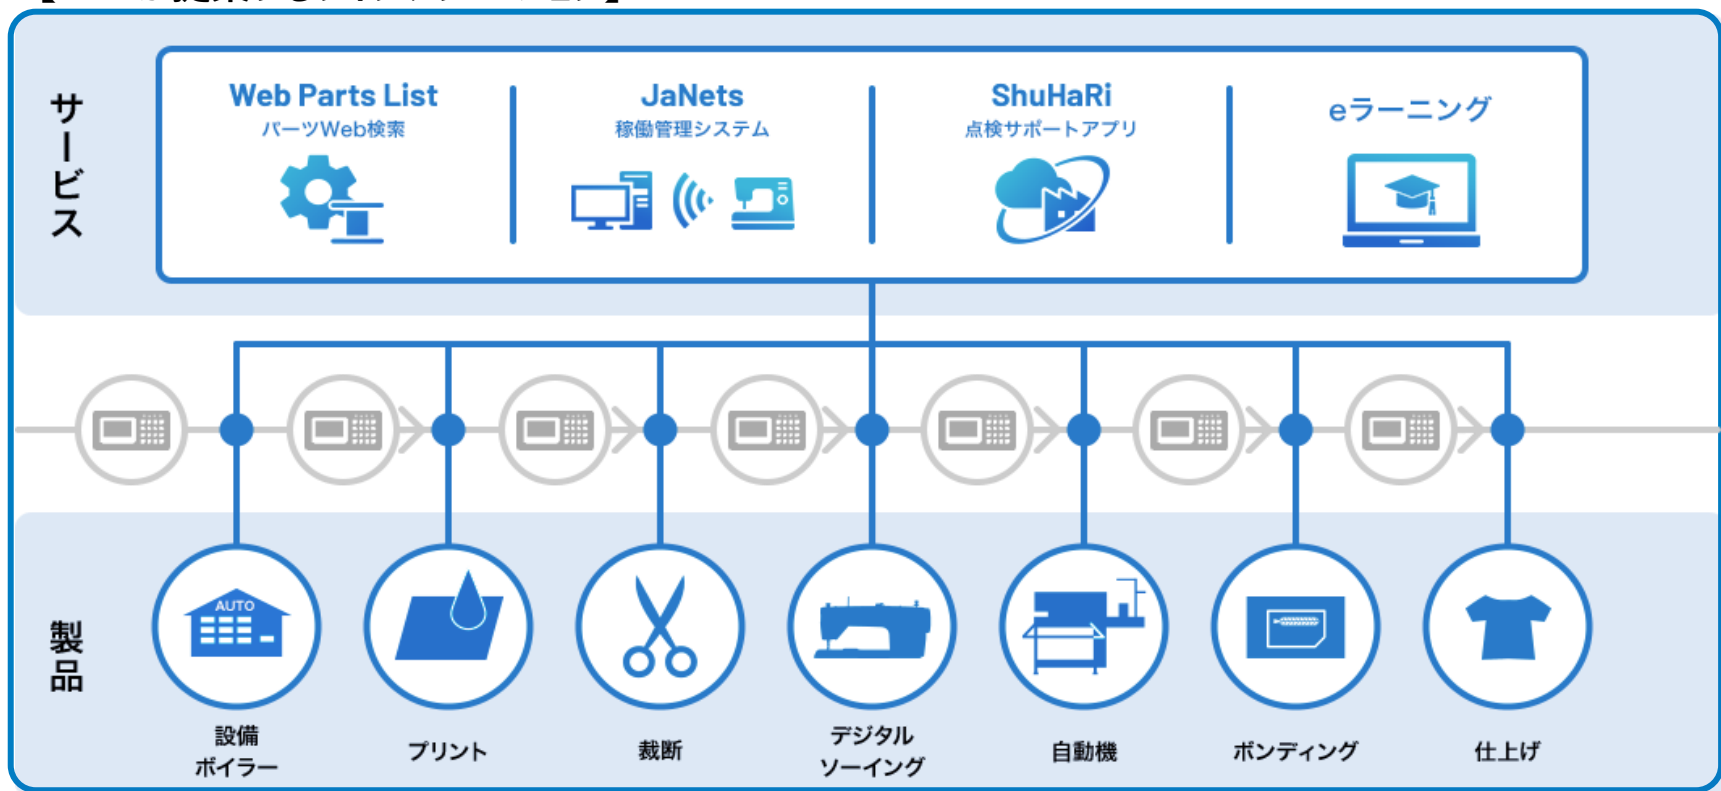 サービス
Web Parts List
パーツWeb検索
JaNets
稼働管理システム
ShuHaRi
点検サポートアプリ
eラーニング
製品
AUTO
設備
ボイラー
プリント
裁断
デジタル
ソーイング
自動機
ボンディング
仕上げ